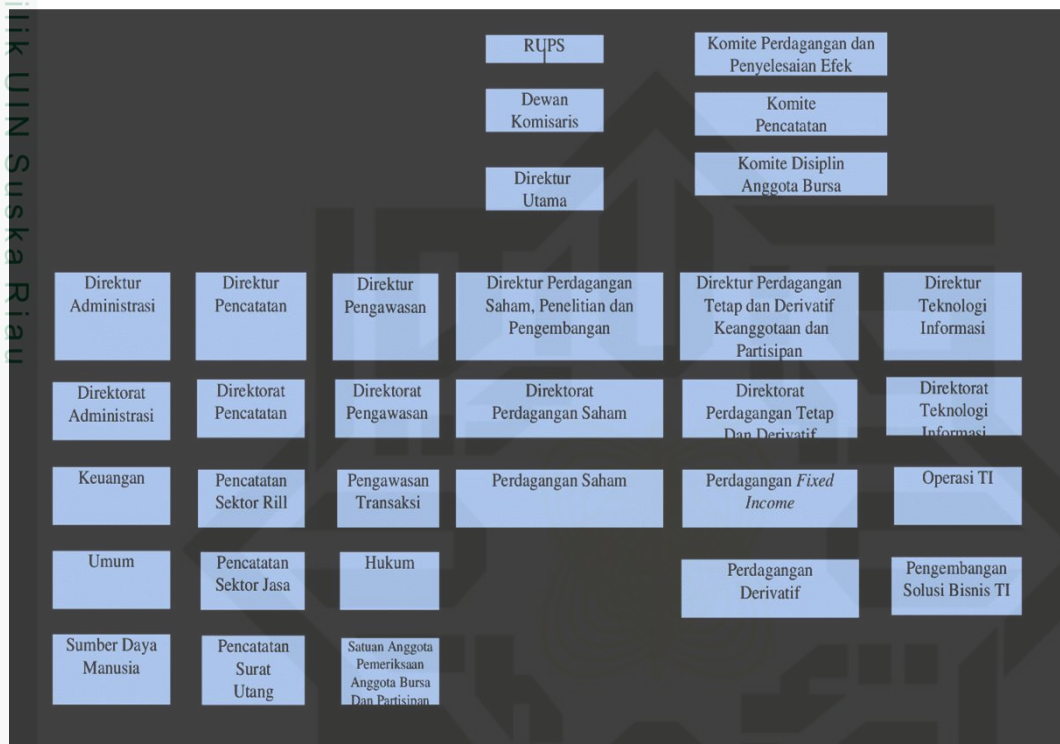 ilik UIN Suska Riau
RUPS
Komite Perdagangan dan
Penyelesaian Efek
Dewan
Komisaris
Komite
Pencatatan
Direktur
Utama
Komite Disiplin
Anggota Bursa
Direktur
Administrasi
Direktur
Pencatatan
Direktur
Pengawasan
Direktur Perdagangan
Saham, Penelitian dan
Pengembangan
Direktur Perdagangan
Tetap dan Derivatif
Keanggotaan dan
Partisipan
Direktur
Teknologi
Informasi
Direktorat
Administrasi
Direktorat
Pencatatan
Direktorat
Pengawasan
Direktorat
Perdagangan Saham
Direktorat
Perdagangan Tetap
Dan Derivatif
Direktorat
Teknologi
Informasi
Keuangan
Pencatatan
Sektor Rill
Pengawasan
Transaksi
Perdagangan Saham
Perdagangan Fixed
Income
Operasi TI
Umum
Pencatatan
Sektor Jasa
Hukum
Perdagangan
Derivatif
Pengembangan
Solusi Bisnis TI
Sumber Daya
Manusia
Pencatatan
Surat
Utang
Satuan Anggota
Pemeriksaan
Anggota Bursa
Dan Partisipan